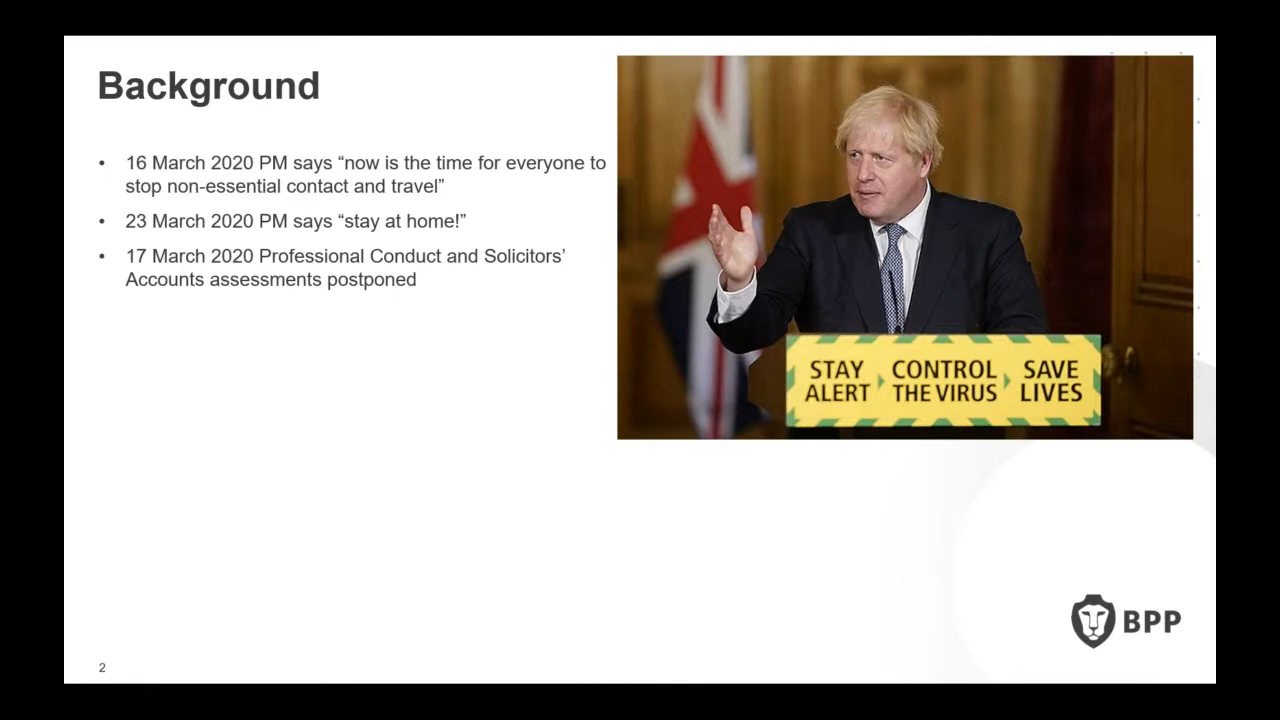 Background
• 16 March 2020 PM says “now is the time for everyone to
stop non-essential contact and travel”
• 23 March 2020 PM says “stay at home!”
• 17 March 2020 Professional Conduct and Solicitors’
Accounts assessments postponed
STAY ALERT
CONTROL THE VIRUS
SAVE LIVES
BPP
2